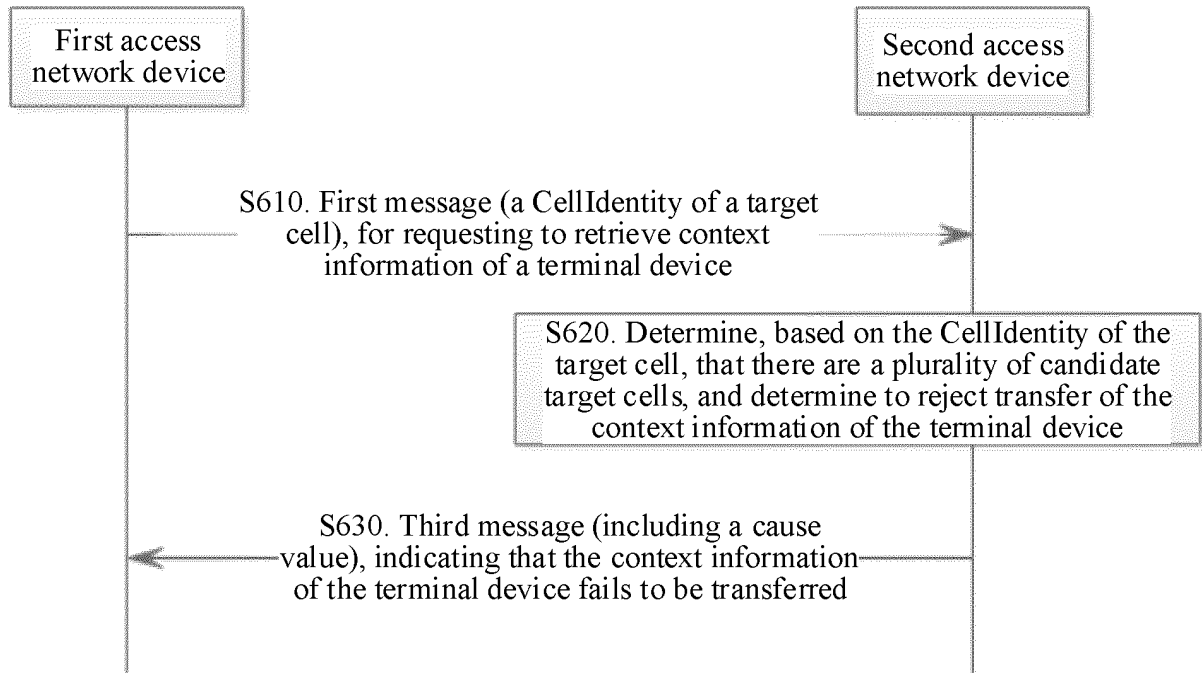 First access
network device
Second access
network device
S610. First message (a CellIdentity of a target
cell), for requesting to retrieve context
information of a terminal device
S620. Determine, based on the CellIdentity of the
target cell, that there are a plurality of candidate
target cells, and determine to reject transfer of the
context information of the terminal device
S630. Third message (including a cause
value), indicating that the context information
of the terminal device fails to be transferred